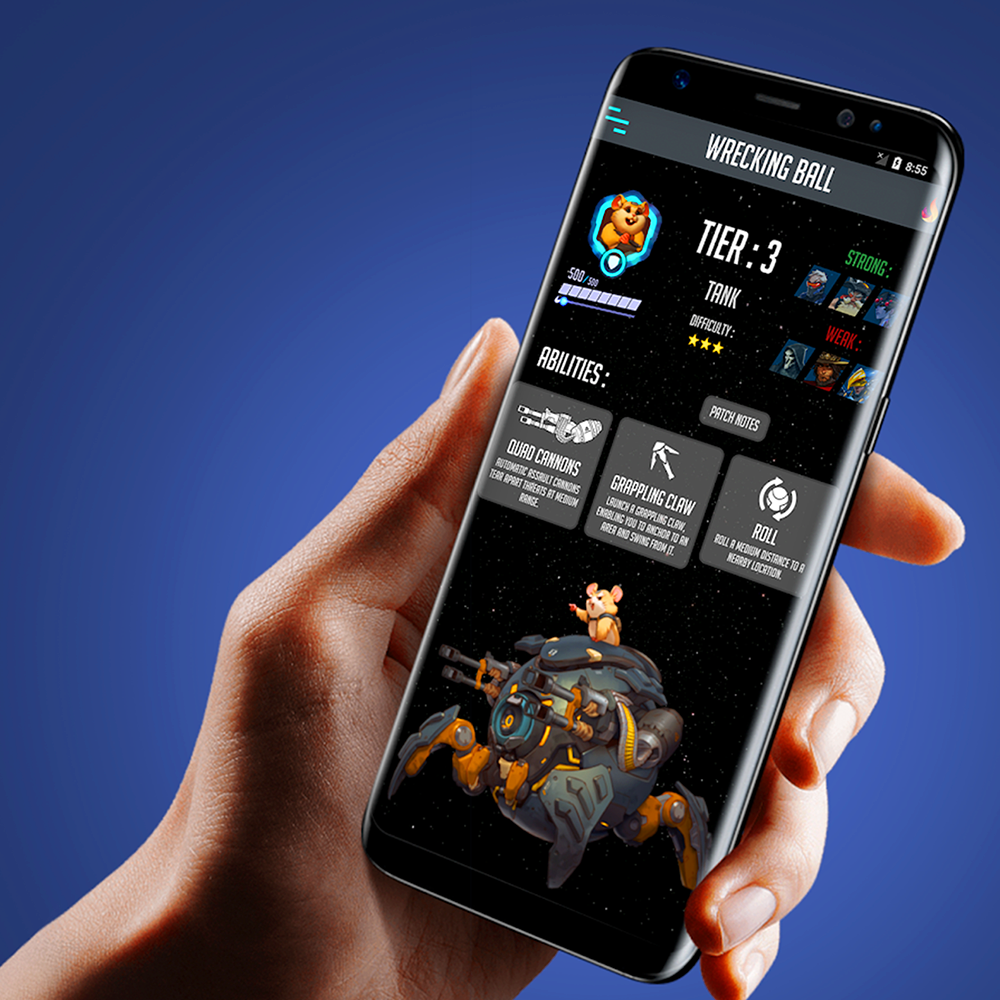 8:55
WRECKING BALL
TIER : 3
STRONG :
500/500
TANK
DIFFICULTY :
WEAK :
ABILITIES :
PATCH NOTES
QUAD CANNONS
AUTOMATIC ASSAULT CANNONS
TEAR APART THREATS AT MEDIUM
RANGE.
GRAPPLING CLAW
LAUNCH A GRAPPLING CLAW,
ENABLING YOU TO ANCHOR TO AN
AREA AND SWING FROM IT.
ROLL
ROLL A MEDIUM DISTANCE TO A
NEARBY LOCATION.